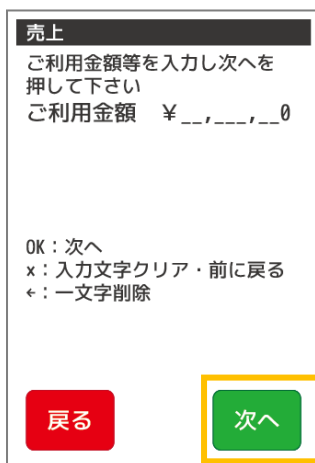 売上
ご利用金額等を入力し次へを
押して下さい
ご利用金額 ￥__,___,__0
OK：次へ
x：入力文字クリア・前に戻る
←：一文字削除
戻る 次へ